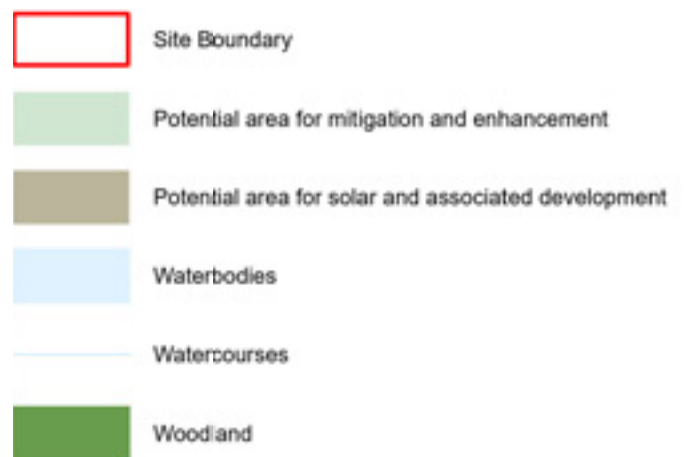 Site Boundary
Potential area for mitigation and enhancement
Potential area for solar and associated development
Waterbodies
Watercourses
Woodland